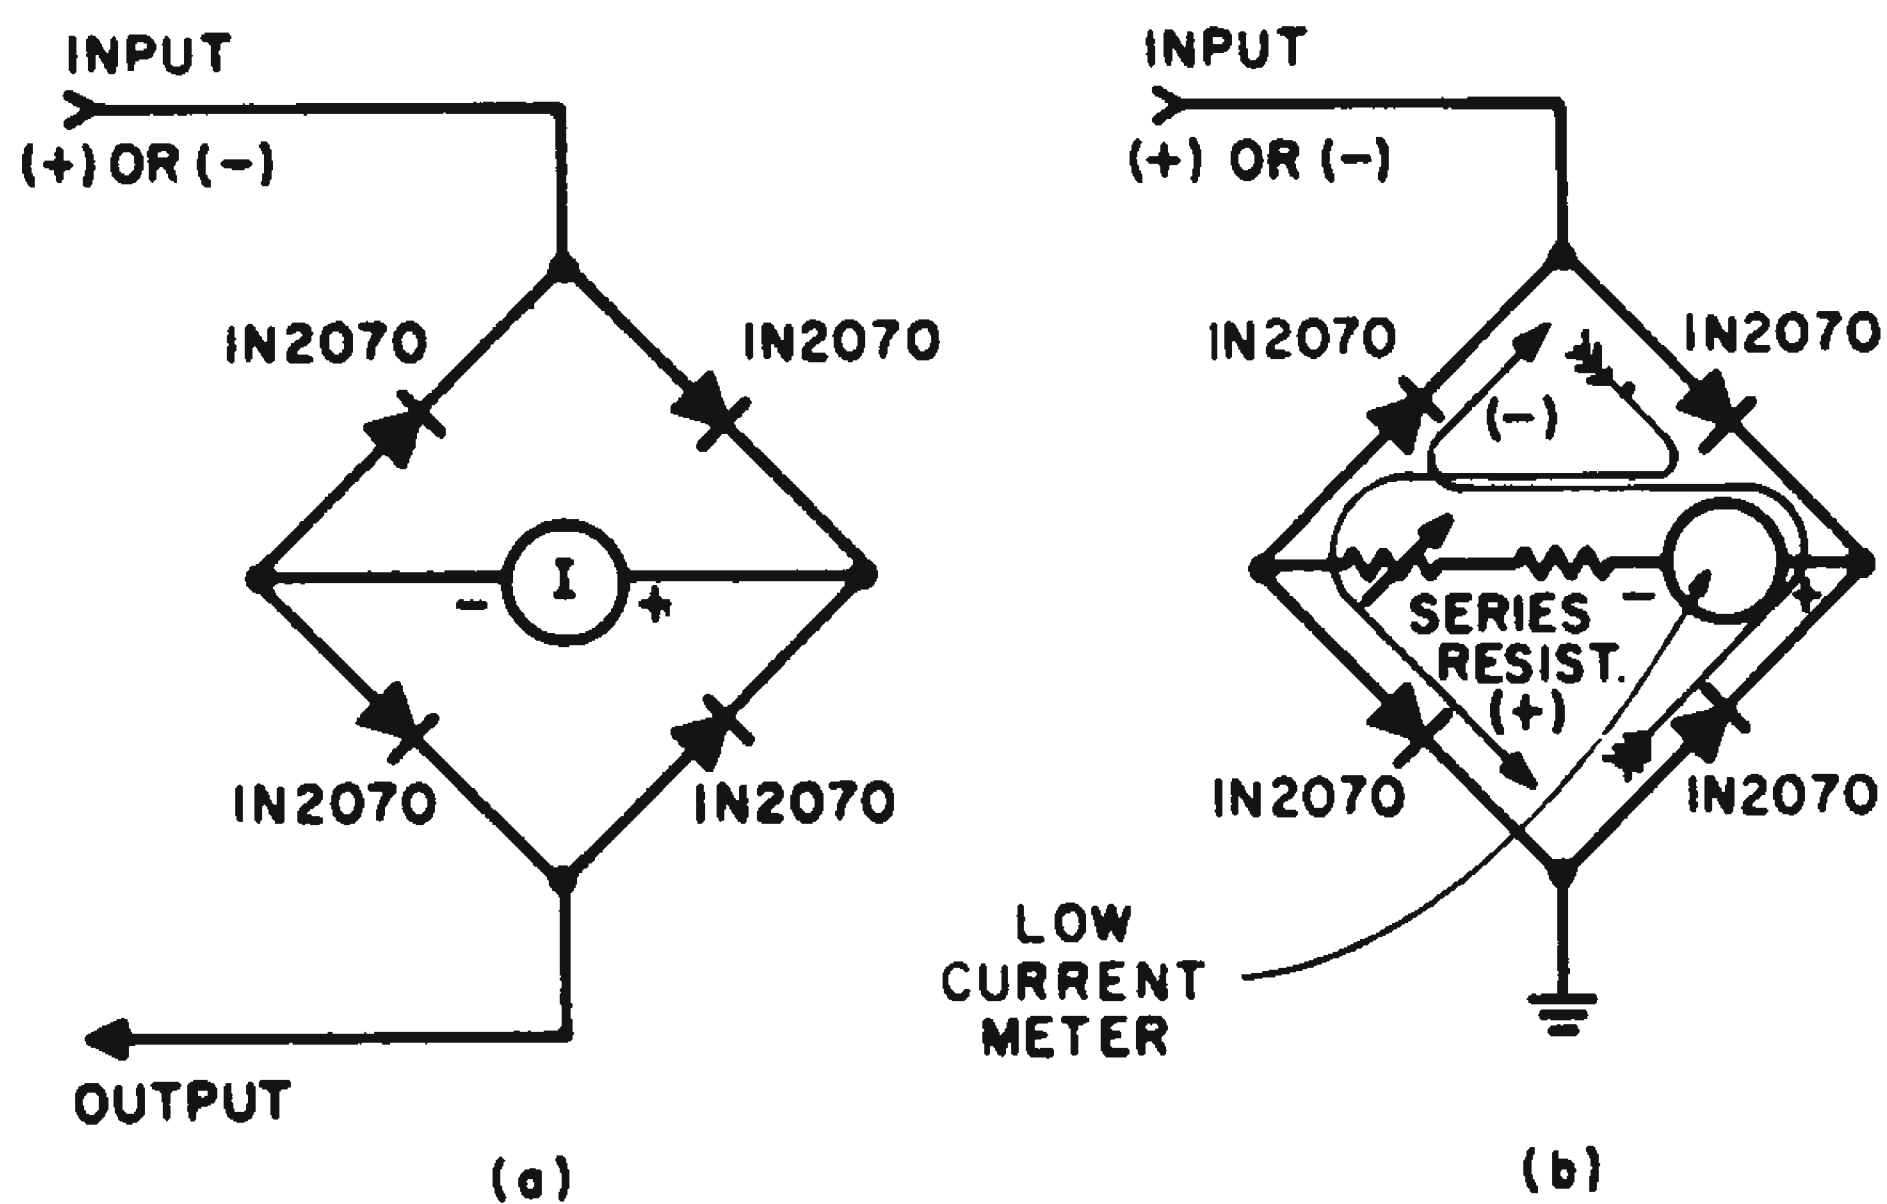 INPUT
(+) OR (-)
IN2070
IN2070
I
-
+
IN2070
IN2070
OUTPUT
(a)
INPUT
(+) OR (-)
IN2070
IN2070
(-)
-
+
SERIES
RESIST.
(+)
IN2070
IN2070
LOW
CURRENT
METER
(b)